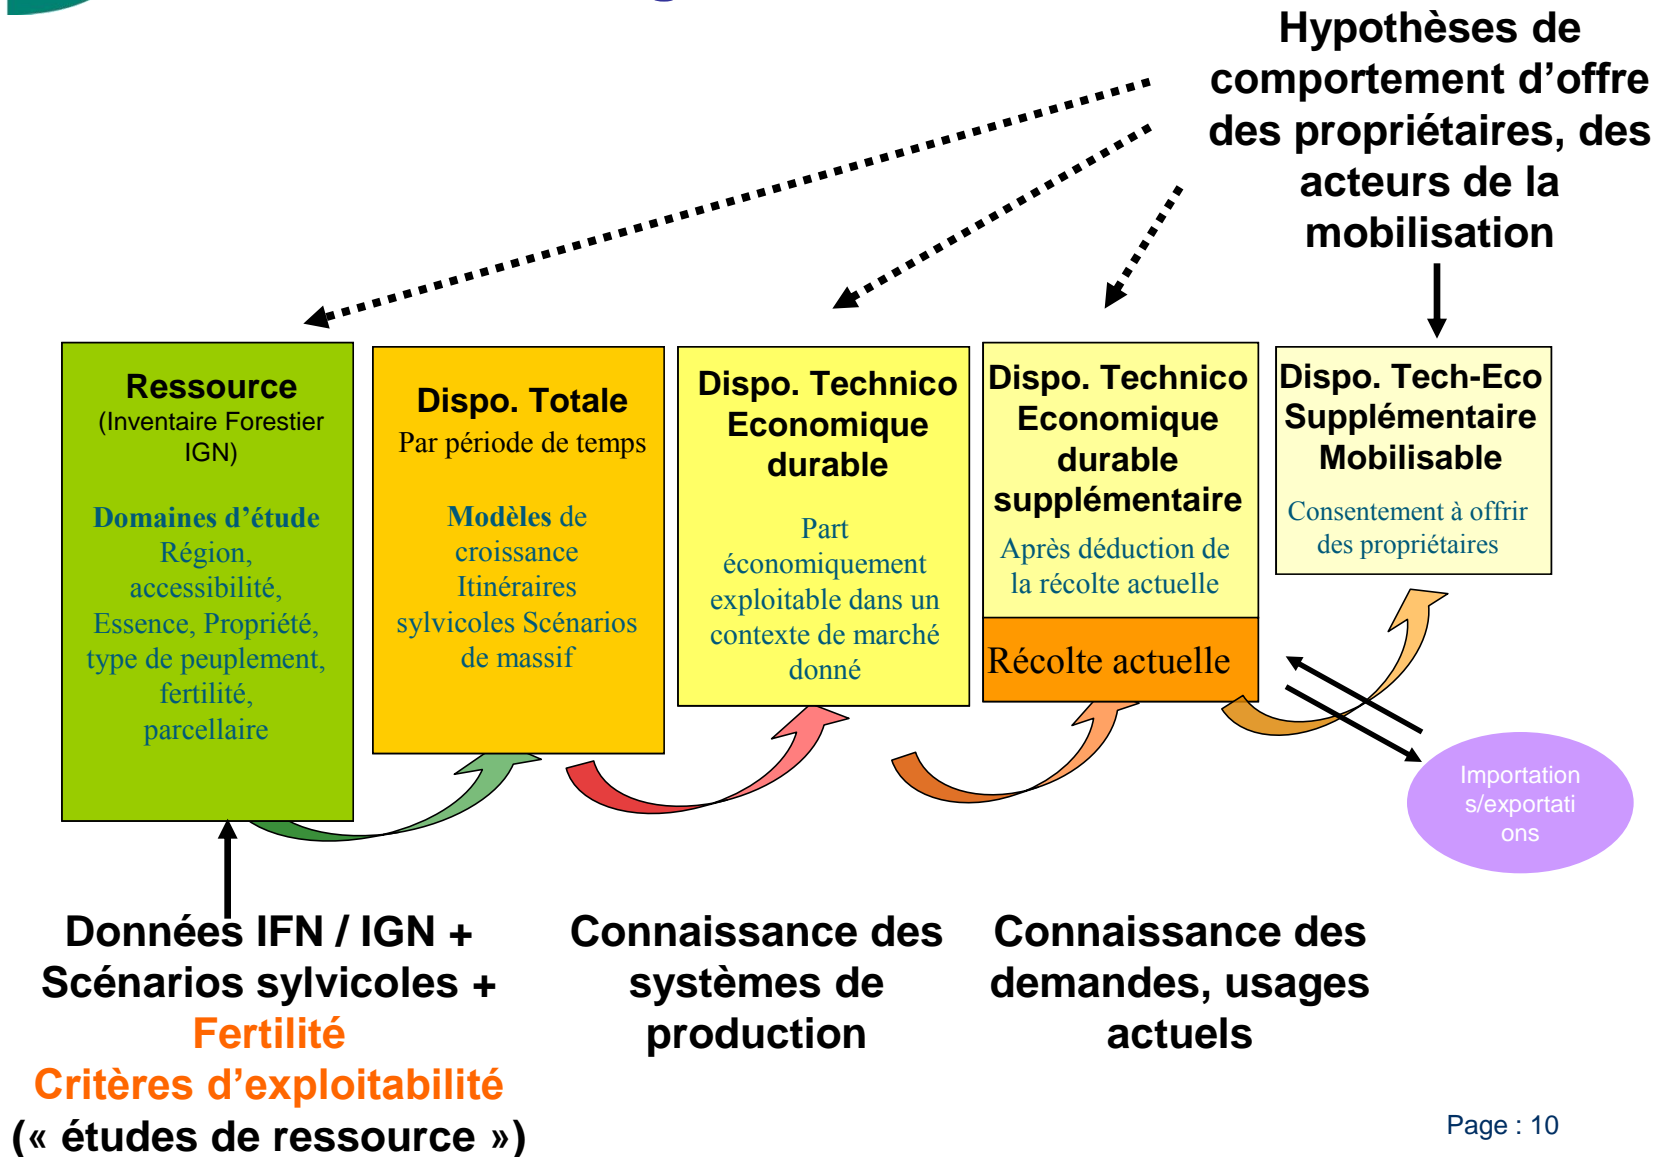 Hypothèses de
comportement d’offre
des propriétaires, des
acteurs de la
mobilisation
Ressource
(Inventaire Forestier
IGN)
Domaines d’étude
Région,
accessibilité,
Essence, Propriété,
type de peuplement,
fertilité,
parcellaire
Dispo. Totale
Par période de temps
Modèles de
croissance
Itinéraires
sylvicoles Scénarios
de massif
Dispo. Technico
Economique
durable
Part
économiquement
exploitable dans un
contexte de marché
donné
Dispo. Technico
Economique
durable
supplémentaire
Après déduction de
la récolte actuelle
Récolte actuelle
Dispo. Tech-Eco
Supplémentaire
Mobilisable
Consentement à offrir
des propriétaires
Importation
s/exportati
ons
Données IFN / IGN +
Scénarios sylvicoles +
Fertilité
Critères d’exploitabilité
(« études de ressource »)
Connaissance des
systèmes de
production
Connaissance des
demandes, usages
actuels
Page : 10